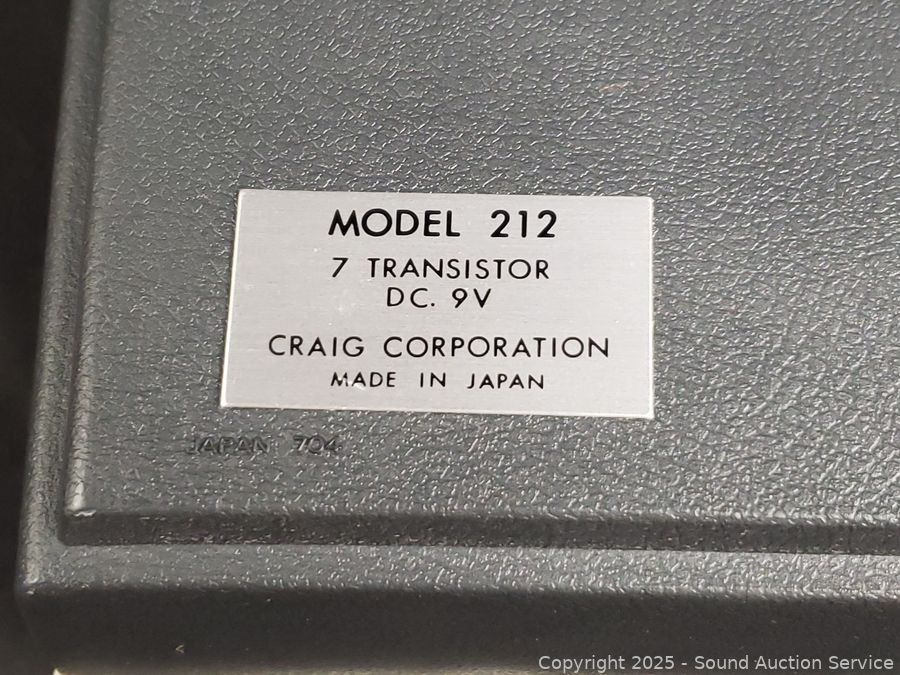 MODEL 212
7 TRANSISTOR
DC. 9V
CRAIG CORPORATION
MADE IN JAPAN
JAPAN 704
Copyright © 2025 - Sound Auction Service